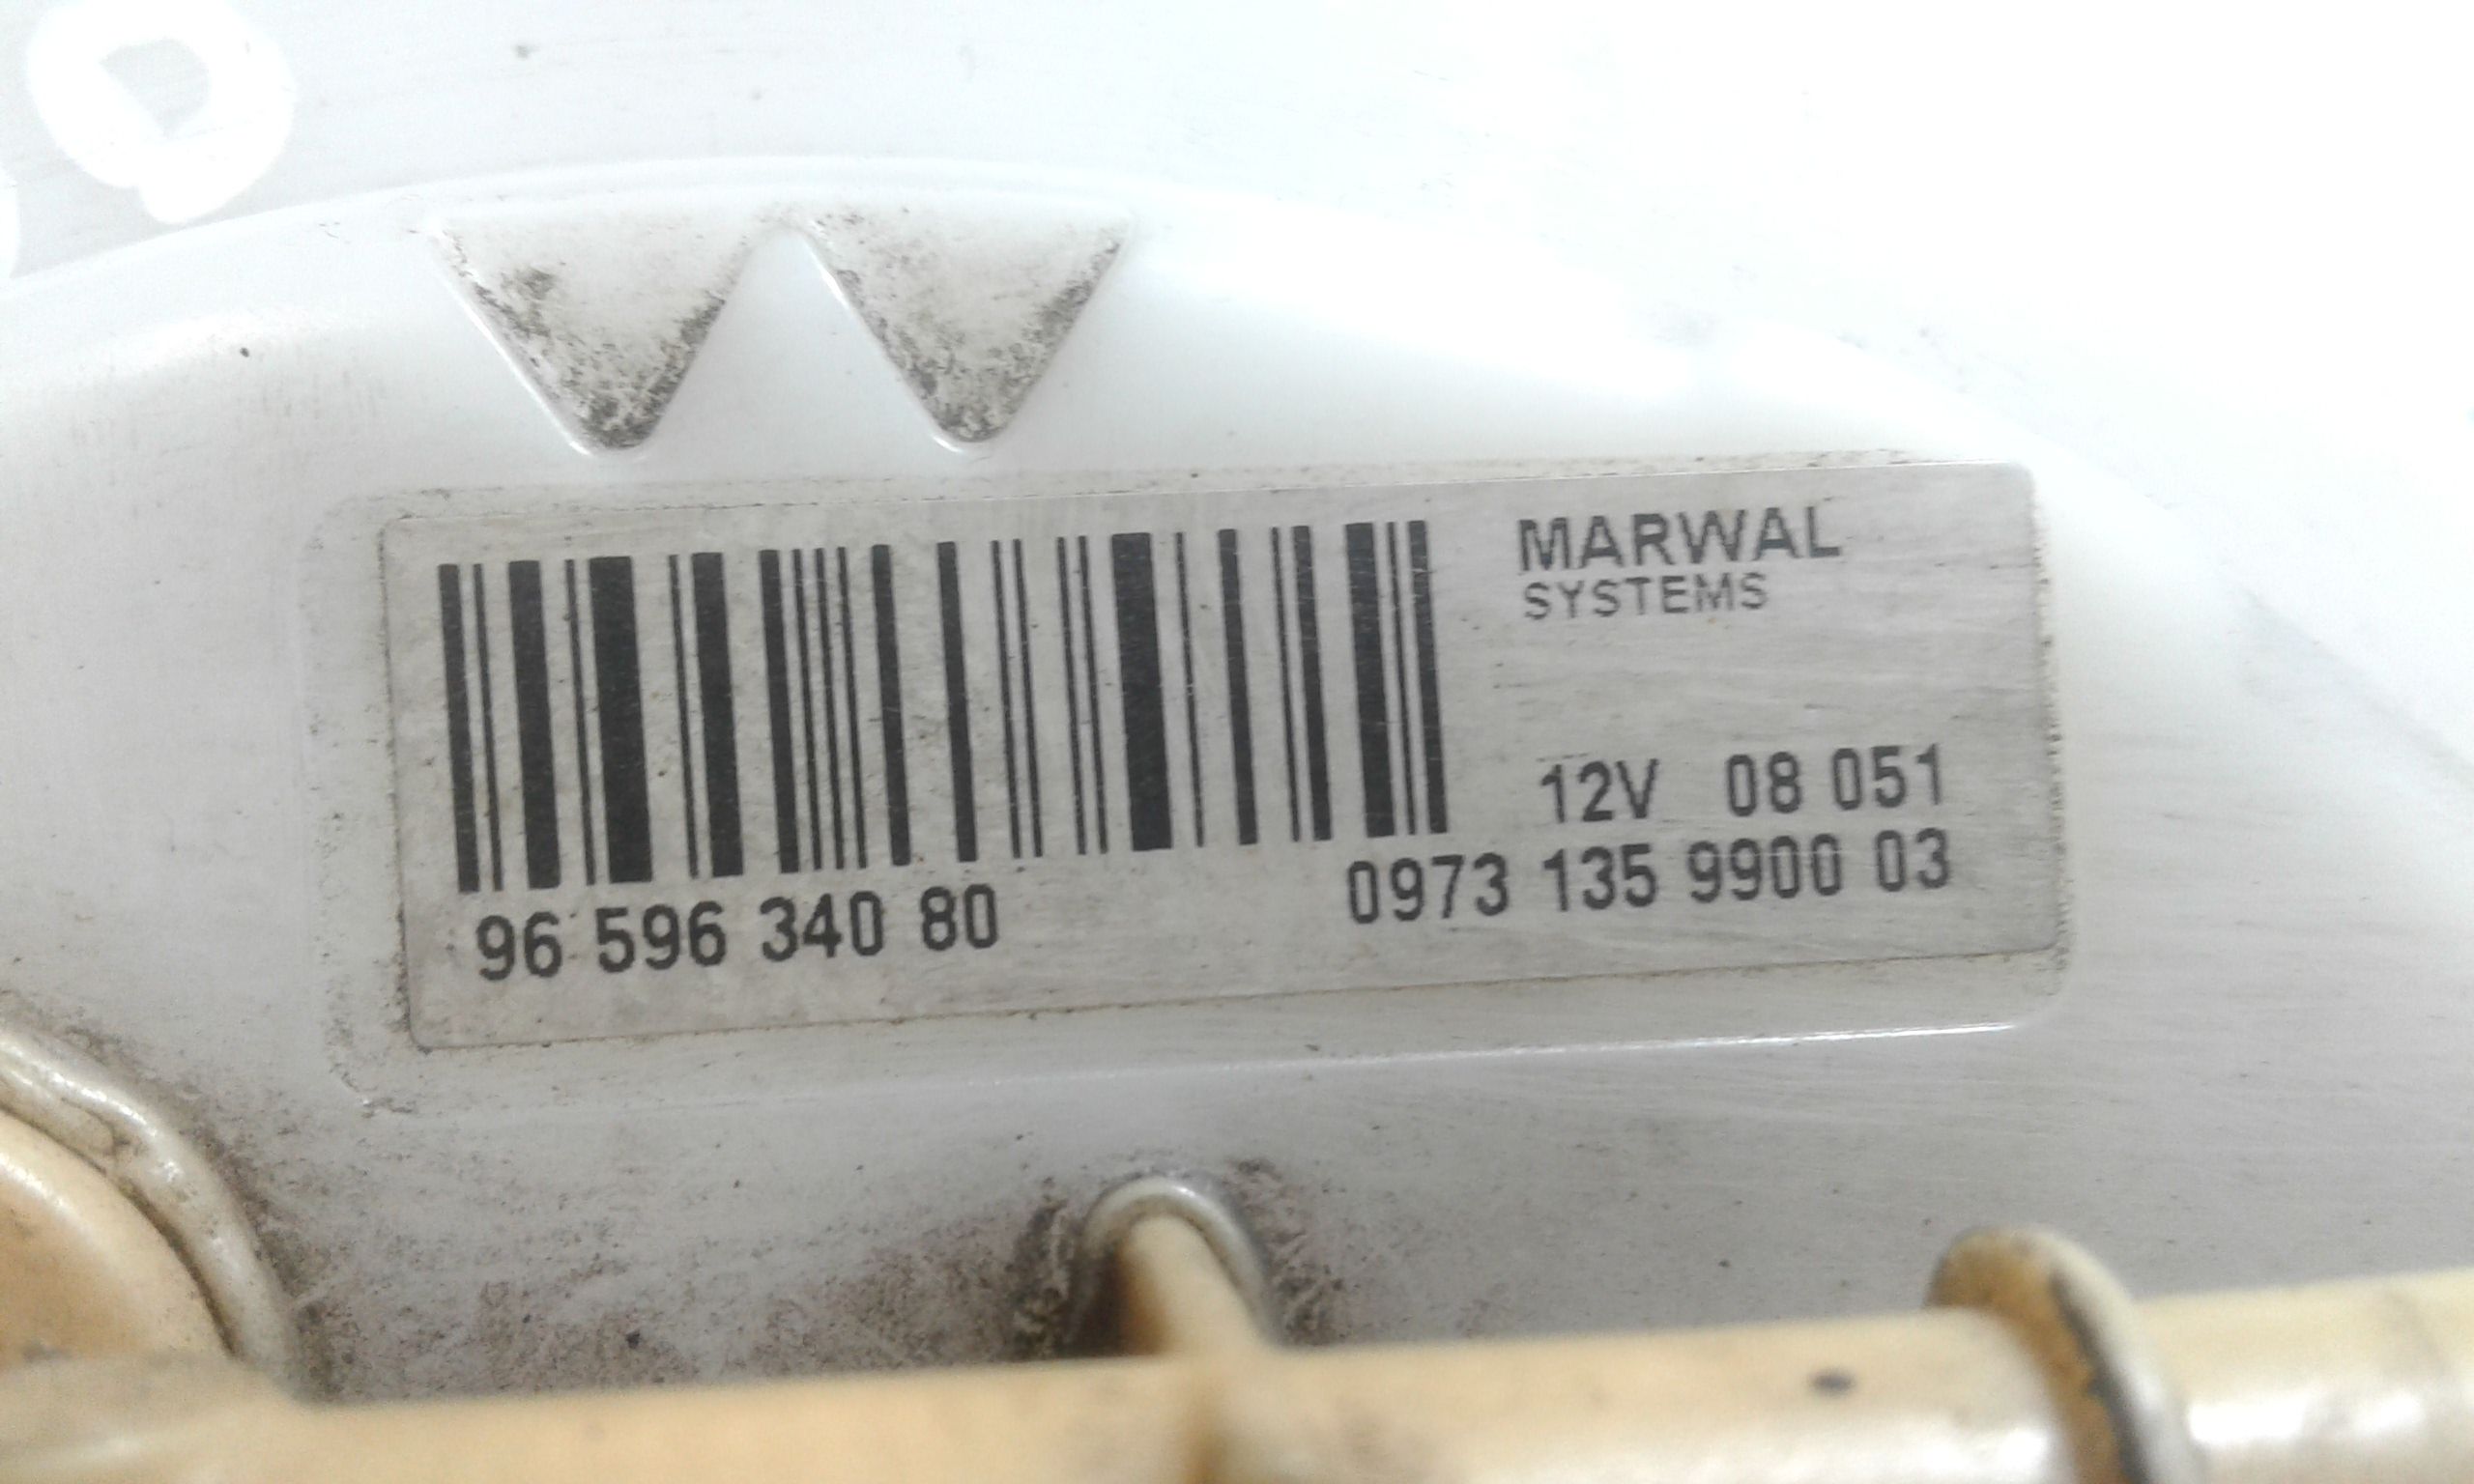 MARWAL
SYSTEMS
12V 08 051
0973 135 9900 03
96 596 340 80